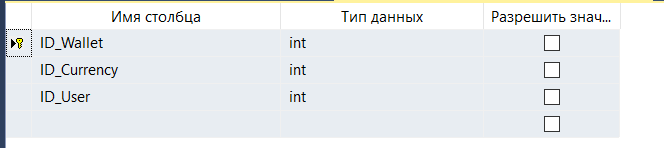 Имя столбца Тип данных Разрешить знач...
ID_Wallet int
ID_Currency int
ID_User int